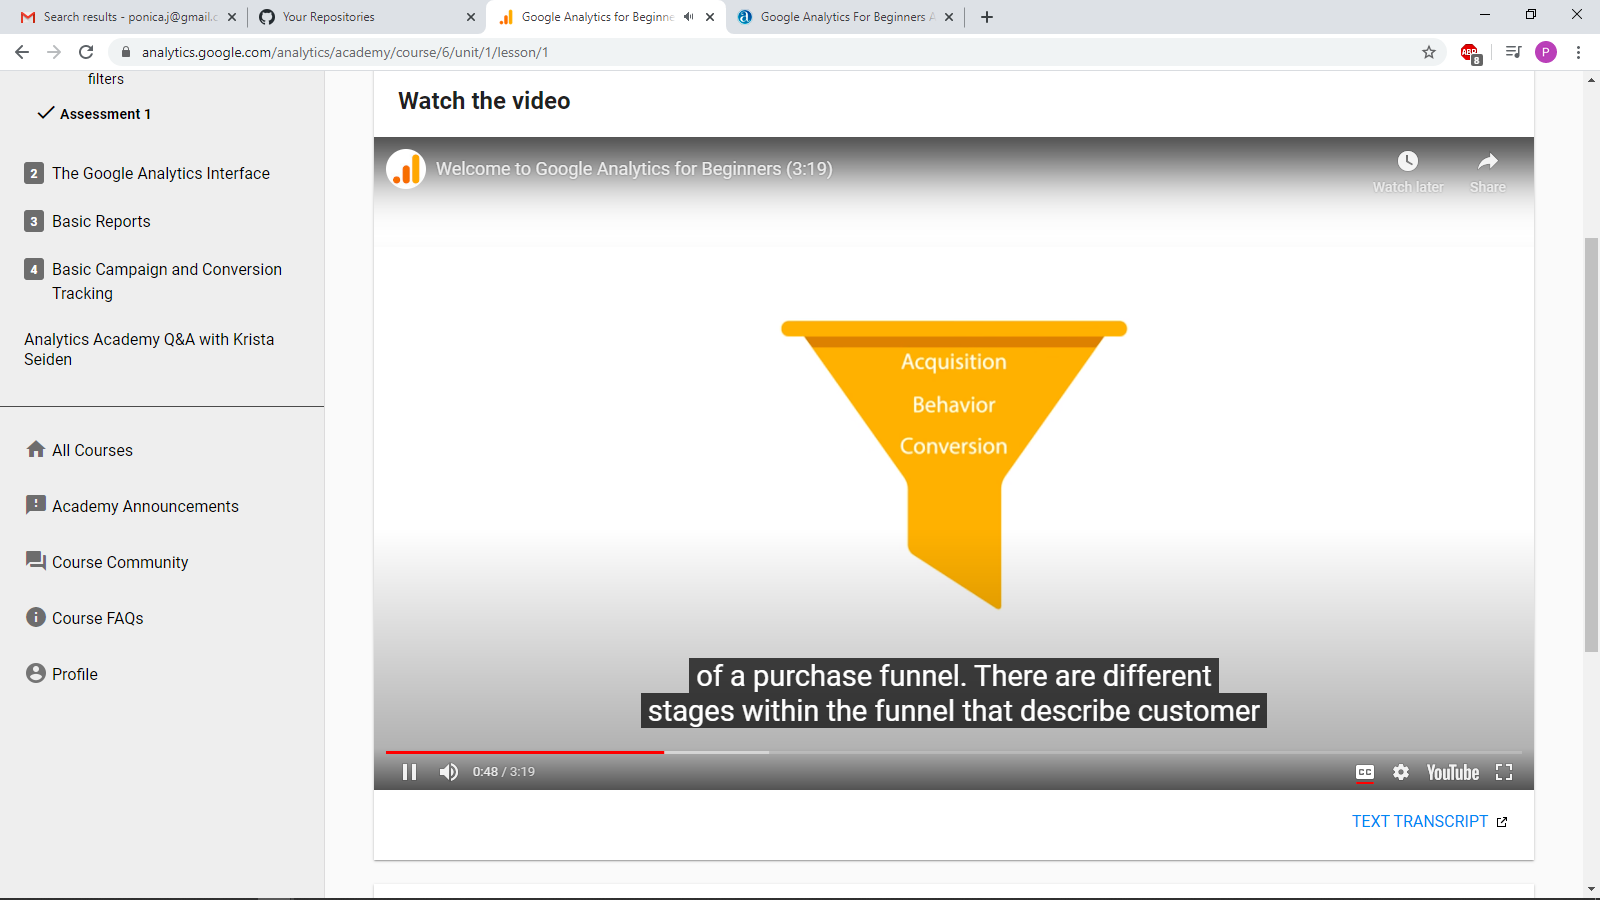 Search results - ponica.j@gmail.c
Your Repositories
Google Analytics for Beginne
Google Analytics For Beginners A
analytics.google.com/analytics/academy/course/6/unit/1/lesson/1
ABP
8
P
filters
Assessment 1
2 The Google Analytics Interface
3 Basic Reports
4 Basic Campaign and Conversion
Tracking
Analytics Academy Q&A with Krista
Seiden
All Courses
Academy Announcements
Course Community
Course FAQs
Profile
Watch the video
Welcome to Google Analytics for Beginners (3:19)
Watch later
Share
Acquisition
Behavior
Conversion
of a purchase funnel. There are different
stages within the funnel that describe customer
0:48 / 3:19
CC
YouTube
TEXT TRANSCRIPT